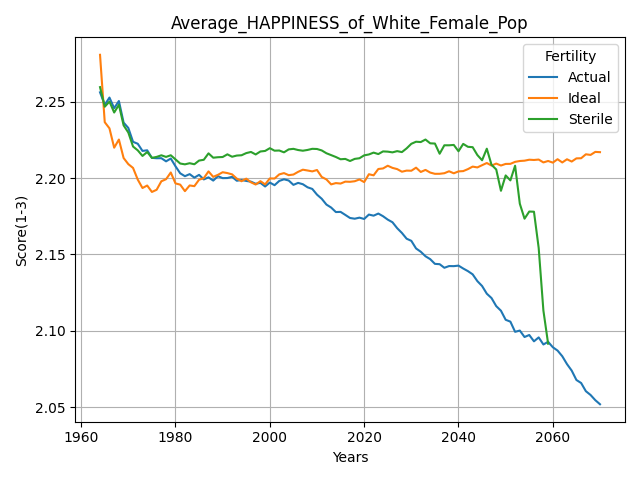 Average_HAPPINESS_of_White_Female_Pop
Fertility
Actual
Ideal
Sterile
Score(1-3)
2.25
2.20
2.15
2.10
2.05
1960 1980 2000 2020 2040 2060
Years